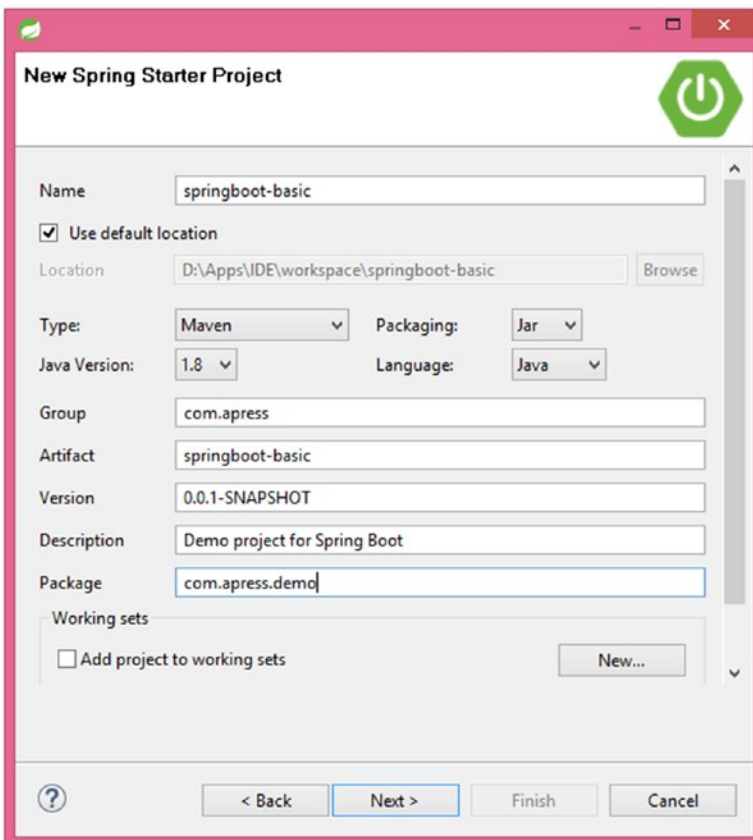 New Spring Starter Project
Name springboot-basic
Use default location
Location D:\Apps\IDE\workspace\springboot-basic Browse
Type: Maven Packaging: Jar
Java Version: 1.8 Language: Java
Group com.apress
Artifact springboot-basic
Version 0.0.1-SNAPSHOT
Description Demo project for Spring Boot
Package com.apress.demo
Working sets
Add project to working sets New...
? < Back Next > Finish Cancel